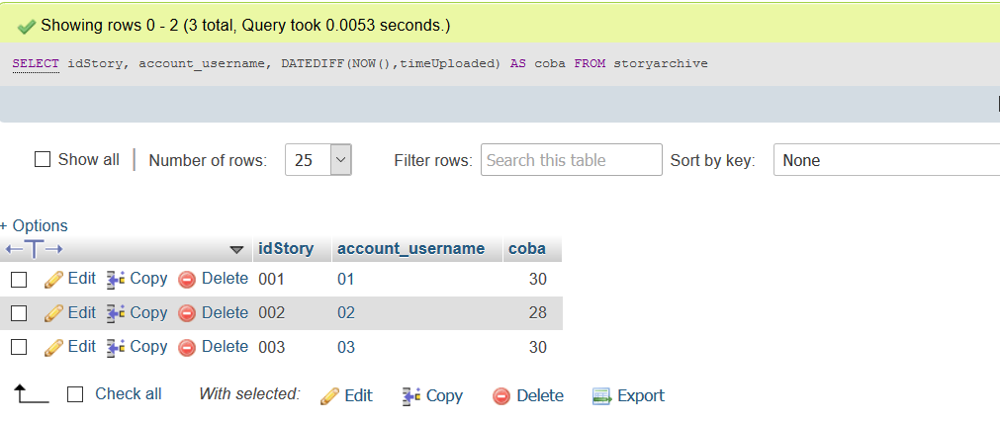 Showing rows 0 - 2 (3 total, Query took 0.0053 seconds.)
SELECT idStory, account_username, DATEDIFF(NOW(),timeUploaded) AS coba FROM storyarchive
Show all Number of rows: 25 Filter rows: Search this table Sort by key: None
+ Options
idStory account_username coba
Edit Copy Delete 001 01 30
Edit Copy Delete 002 02 28
Edit Copy Delete 003 03 30
Check all With selected: Edit Copy Delete Export